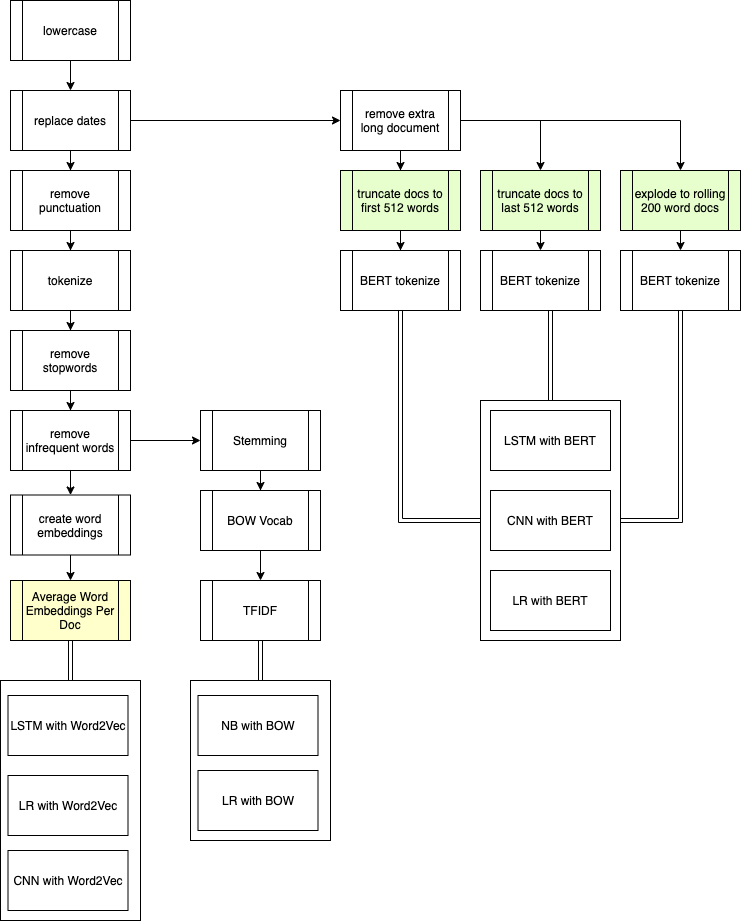 lowercase
replace dates
remove extra
long document
remove
punctuation
truncate docs to
first 512 words
truncate docs to
last 512 words
explode to rolling
200 word docs
tokenize
BERT tokenize
BERT tokenize
BERT tokenize
remove
stopwords
remove
infrequent words
Stemming
LSTM with BERT
create word
embeddings
BOW Vocab
CNN with BERT
Average Word
Embeddings Per
Doc
TFIDF
LR with BERT
LSTM with Word2Vec
NB with BOW
LR with Word2Vec
LR with BOW
CNN with Word2Vec